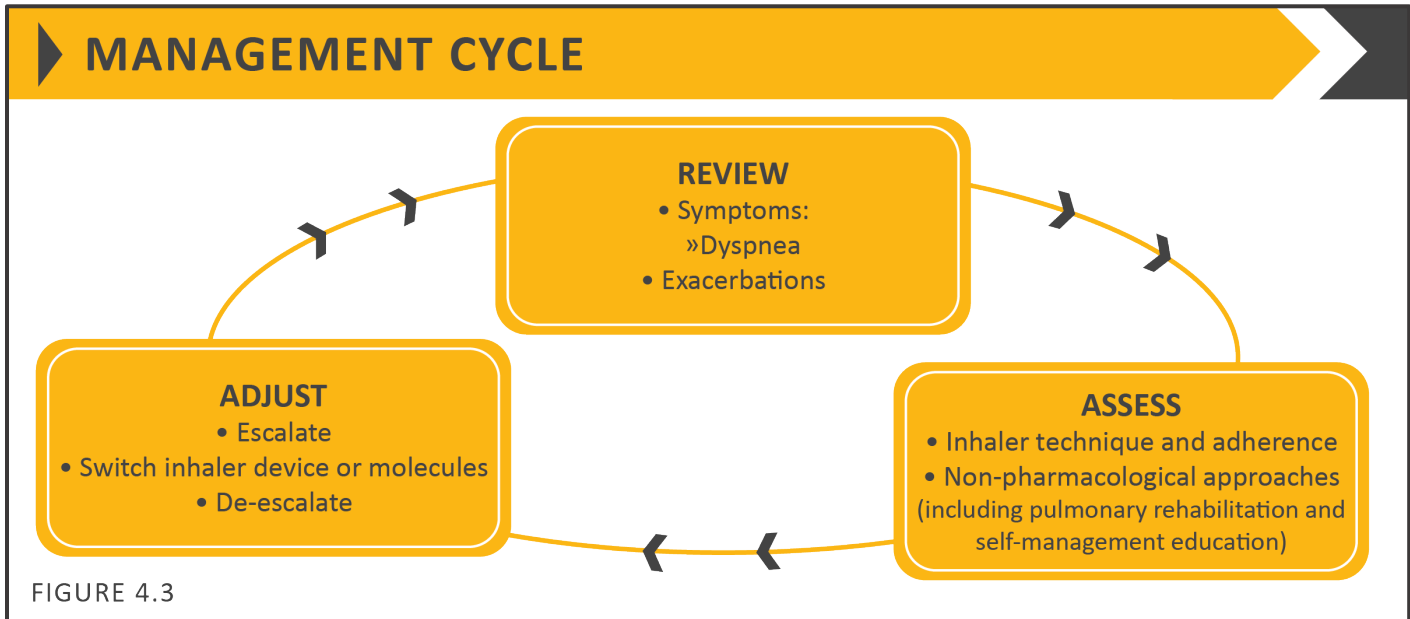 MANAGEMENT CYCLE
REVIEW
• Symptoms:
»Dyspnea
• Exacerbations
ADJUST
• Escalate
• Switch inhaler device or molecules
• De-escalate
ASSESS
• Inhaler technique and adherence
• Non-pharmacological approaches
(including pulmonary rehabilitation and
self-management education)
FIGURE 4.3